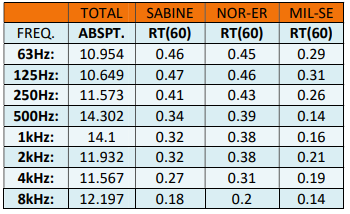 TOTAL SABINE NOR-ER MIL-SE
FREQ. ABSPT. RT(60) RT(60) RT(60)
63Hz: 10.954 0.46 0.45 0.29
125Hz: 10.649 0.47 0.46 0.31
250Hz: 11.573 0.41 0.43 0.26
500Hz: 14.302 0.34 0.39 0.14
1kHz: 14.1 0.32 0.38 0.16
2kHz: 11.932 0.32 0.38 0.21
4kHz: 11.567 0.27 0.31 0.19
8kHz: 12.197 0.18 0.2 0.14